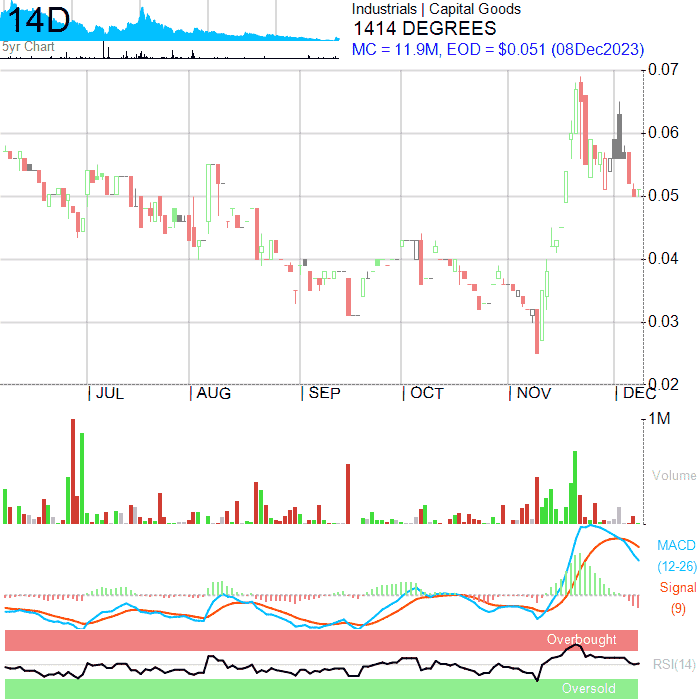 14D
5yr Chart
Industrials | Capital Goods
1414 DEGREES
MC = 11.9M, EOD = $0.051 (08Dec2023)
0.07
0.06
0.05
0.04
0.03
0.02
JUL AUG SEP OCT NOV DEC
1M
Volume
MACD
(12-26)
Signal
(9)
Overbought
RSI(14)
Oversold